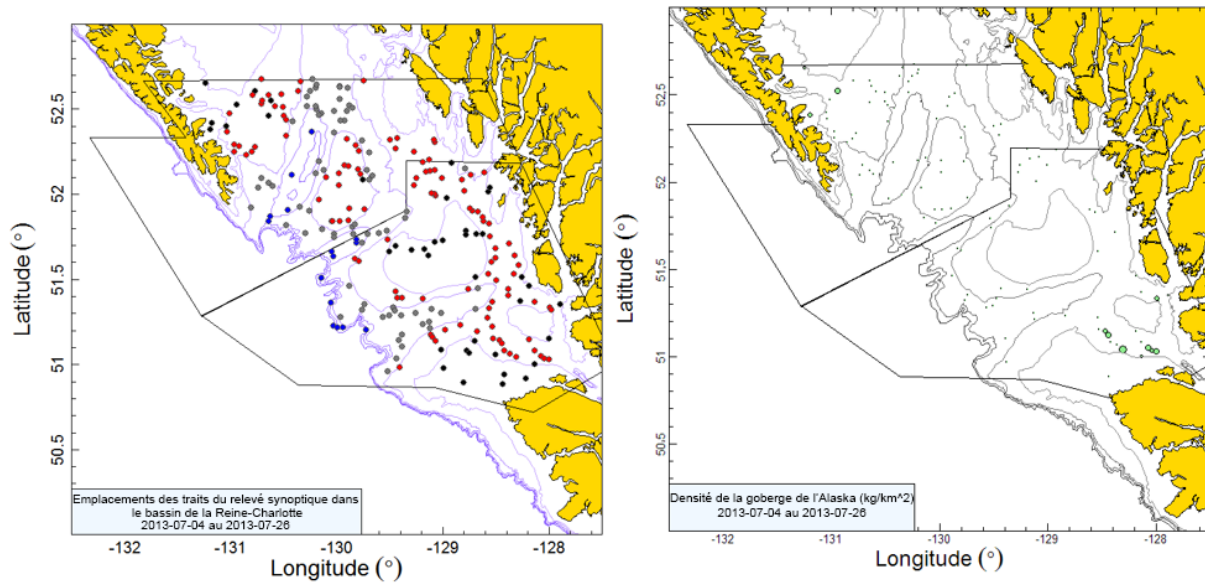 Latitude (°)
52.5
52
51.5
51
50.5
Emplacements des traits du relevé synoptique dans
le bassin de la Reine-Charlotte
2013-07-04 au 2013-07-26
-132
-131
-130
-129
-128
Longitude (°)
Latitude (°)
52.5
52
51.5
51
50.5
Densité de la goberge de l'Alaska (kg/km^2)
2013-07-04 au 2013-07-26
-132
-131
-130
-129
-128
Longitude (°)